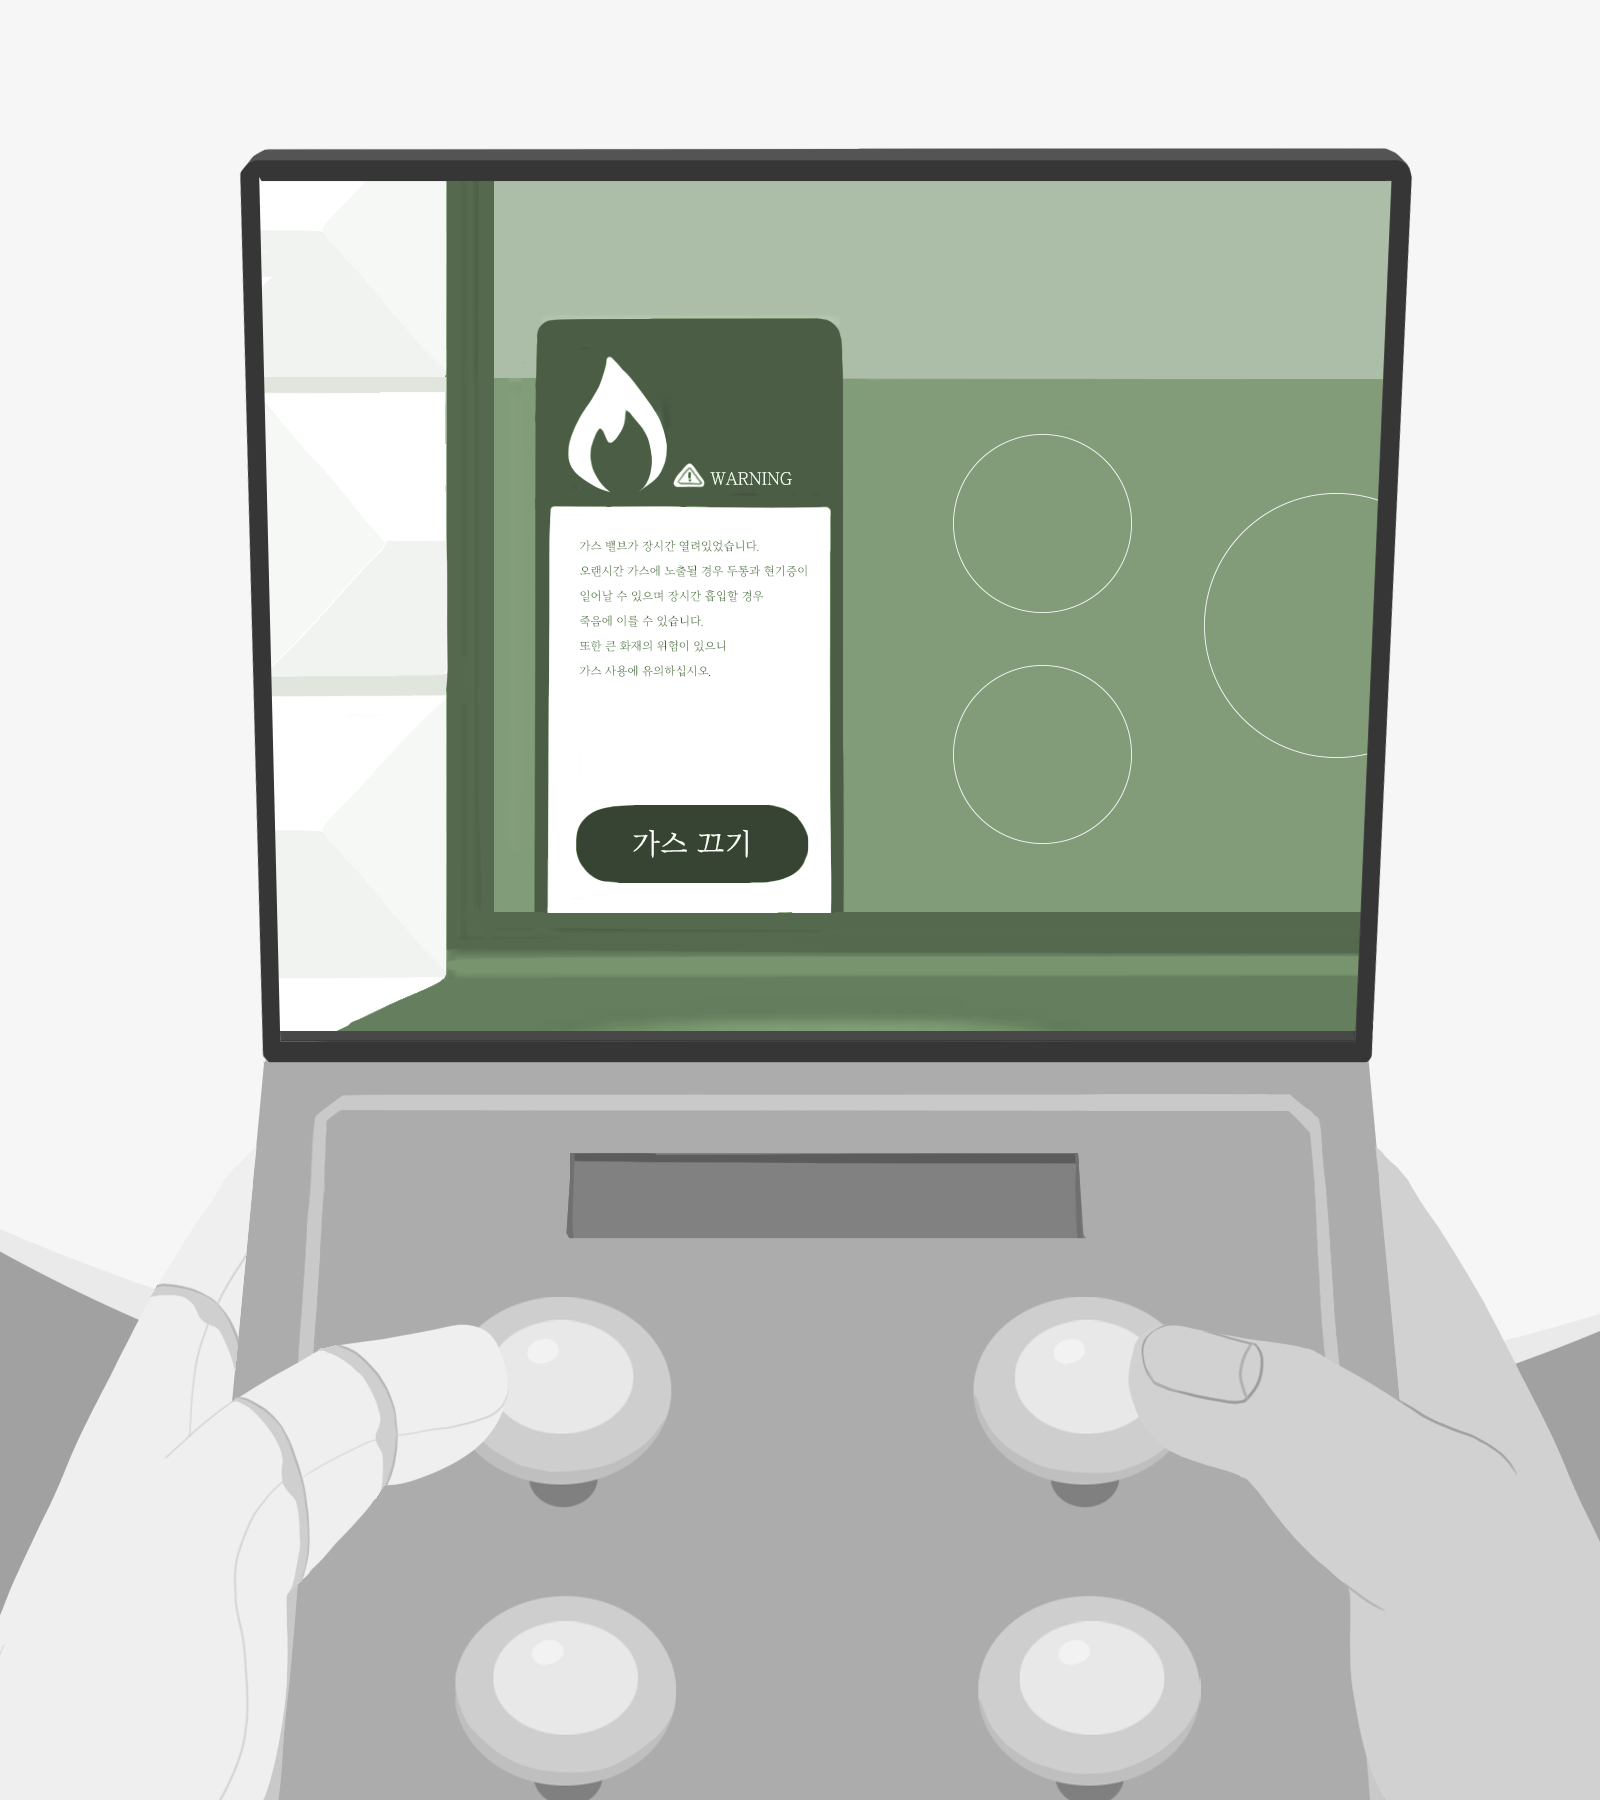 WARNING
가스 밸브가 장시간 열려있었습니다.
오랜시간 가스에 노출될 경우 두통과 현기증이
일어날 수 있으며 장시간 흡입할 경우
죽음에 이를 수 있습니다.
또한 큰 화재의 위험이 있으니
가스 사용에 유의하십시오.
가스 끄기